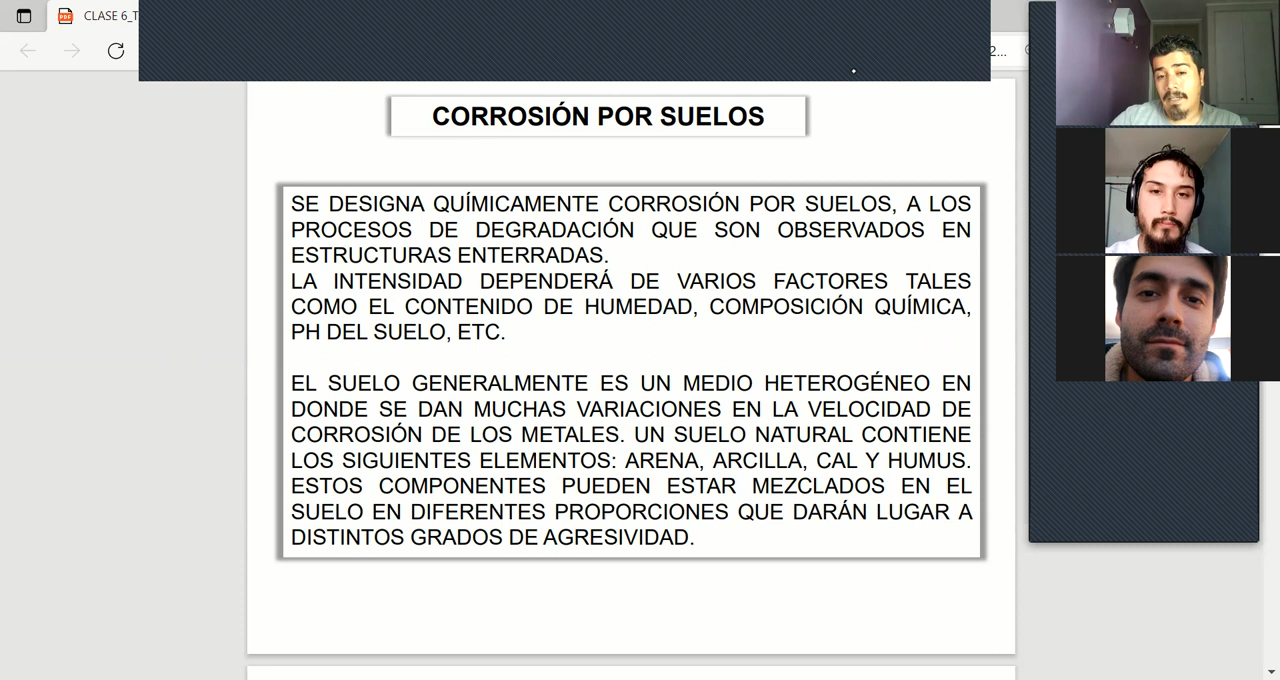 PDF CLASE 6_T
2...
CORROSIÓN POR SUELOS
SE DESIGNA QUÍMICAMENTE CORROSIÓN POR SUELOS, A LOS
PROCESOS DE DEGRADACIÓN QUE SON OBSERVADOS EN
ESTRUCTURAS ENTERRADAS.
LA INTENSIDAD DEPENDERÁ DE VARIOS FACTORES TALES
COMO EL CONTENIDO DE HUMEDAD, COMPOSICIÓN QUÍMICA,
PH DEL SUELO, ETC.
EL SUELO GENERALMENTE ES UN MEDIO HETEROGÉNEO EN
DONDE SE DAN MUCHAS VARIACIONES EN LA VELOCIDAD DE
CORROSIÓN DE LOS METALES. UN SUELO NATURAL CONTIENE
LOS SIGUIENTES ELEMENTOS: ARENA, ARCILLA, CAL Y HUMUS.
ESTOS COMPONENTES PUEDEN ESTAR MEZCLADOS EN EL
SUELO EN DIFERENTES PROPORCIONES QUE DARÁN LUGAR A
DISTINTOS GRADOS DE AGRESIVIDAD.